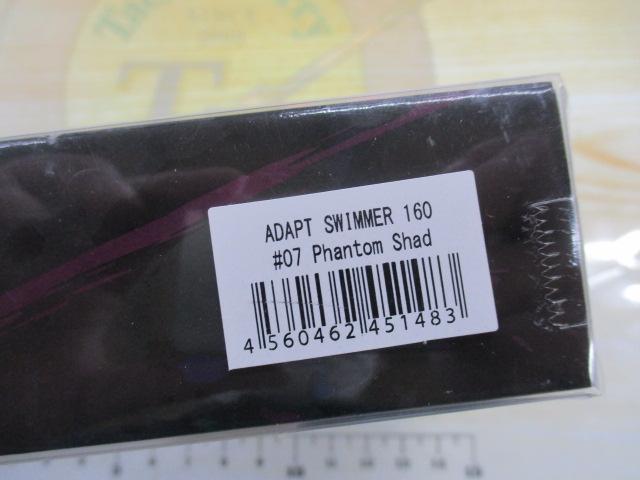 ADAPT SWIMMER 160
#07 Phantom Shad
4 560462 451483